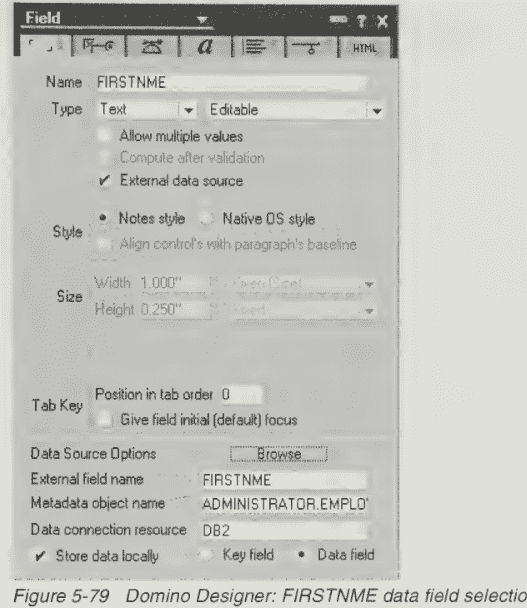 Field
? X
a HTML
Name FIRSTNME
Type Text Editable
Allow multiple values
Compute after validation
External data source
Style
Notes style Native OS style
Align control's with paragraph's baseline
Size
Width 1.000"
Height 0.250"
Tab Key
Position in tab order 0
Give field initial (default) focus
Data Source Options Browse
External field name FIRSTNME
Metadata object name ADMINISTRATOR.EMPLO'
Data connection resource DB2
Store data locally Key field Data field
Figure 5-79 Domino Designer: FIRSTNME data field selectio